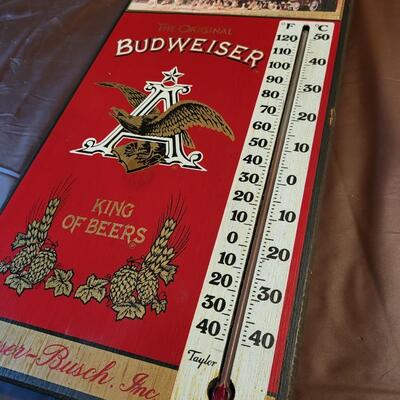 THE ORIGINAL
BUDWEISER
A
KING
OF BEERS
®
ser-Busch, Inc.
°F °C
120 50
110
100 40
90
80 30
70 20
60
50 10
40
30 0
20
10 10
0
10 20
20
30 30
40 40
Taylor